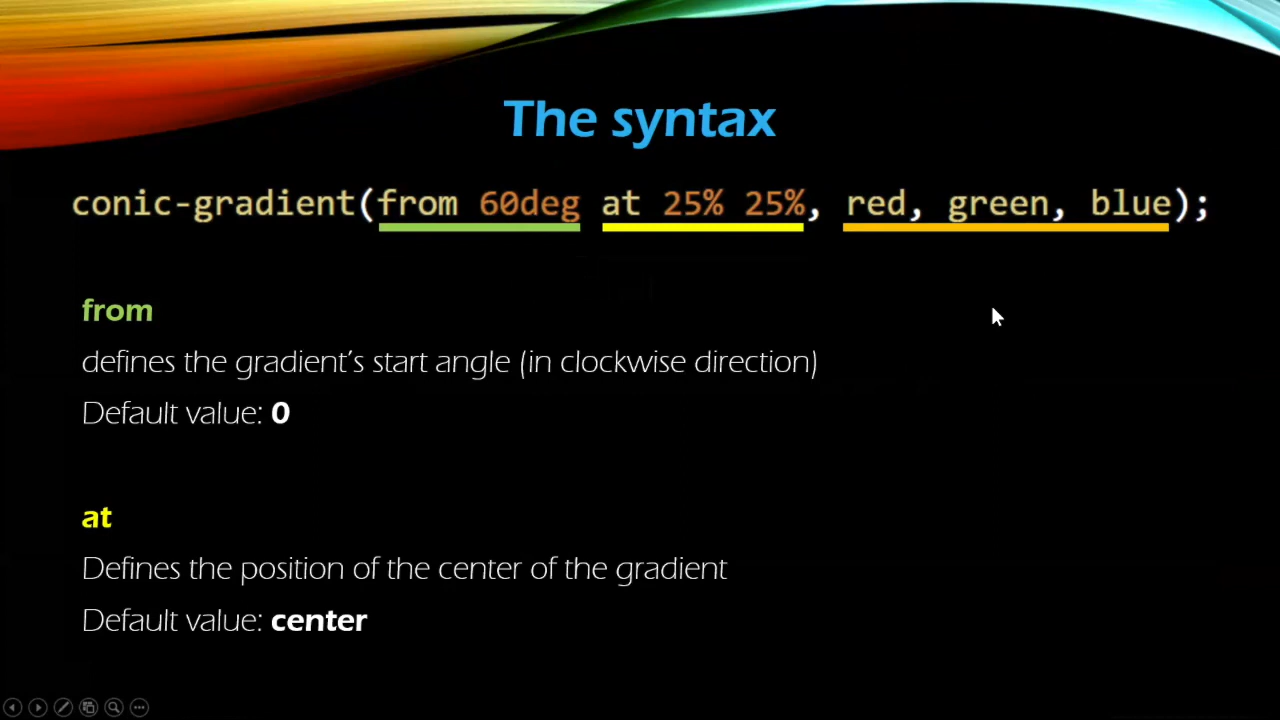 The syntax
conic-gradient(from 60deg at 25% 25%, red, green, blue);
from
defines the gradient’s start angle (in clockwise direction)
Default value: 0
at
Defines the position of the center of the gradient
Default value: center